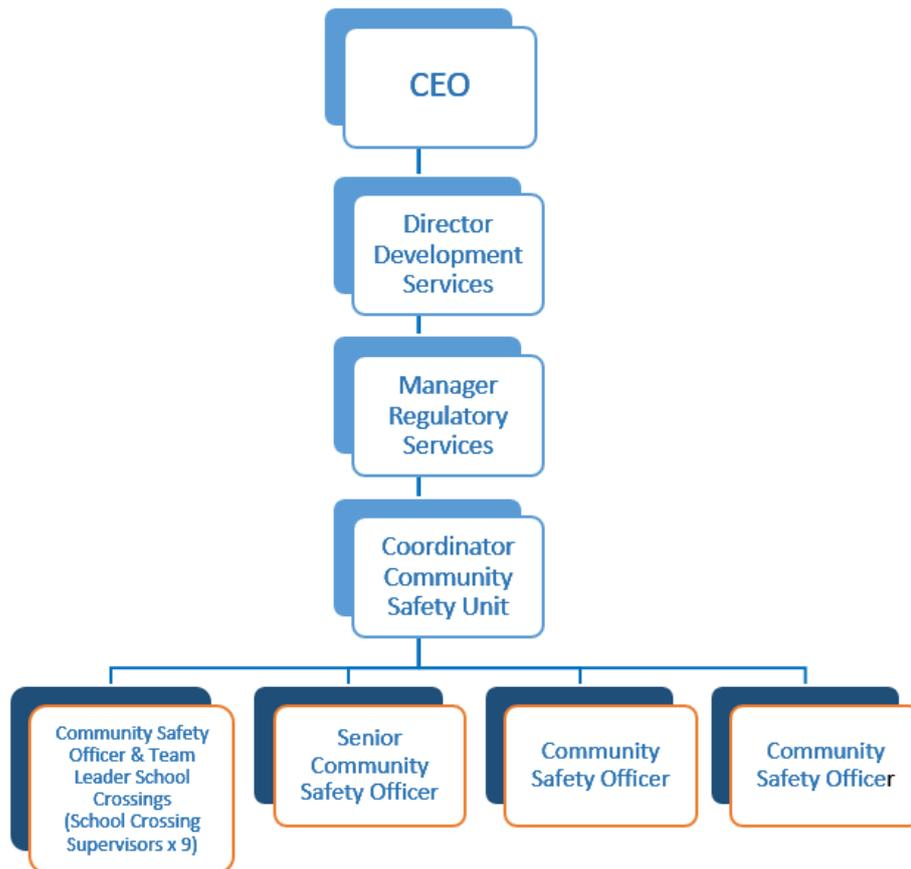 CEO
Director
Development
Services
Manager
Regulatory
Services
Coordinator
Community
Safety Unit
Community Safety
Officer & Team
Leader School
Crossings
(School Crossing
Supervisors x 9)
Senior
Community
Safety Officer
Community
Safety Officer
Community
Safety Officer